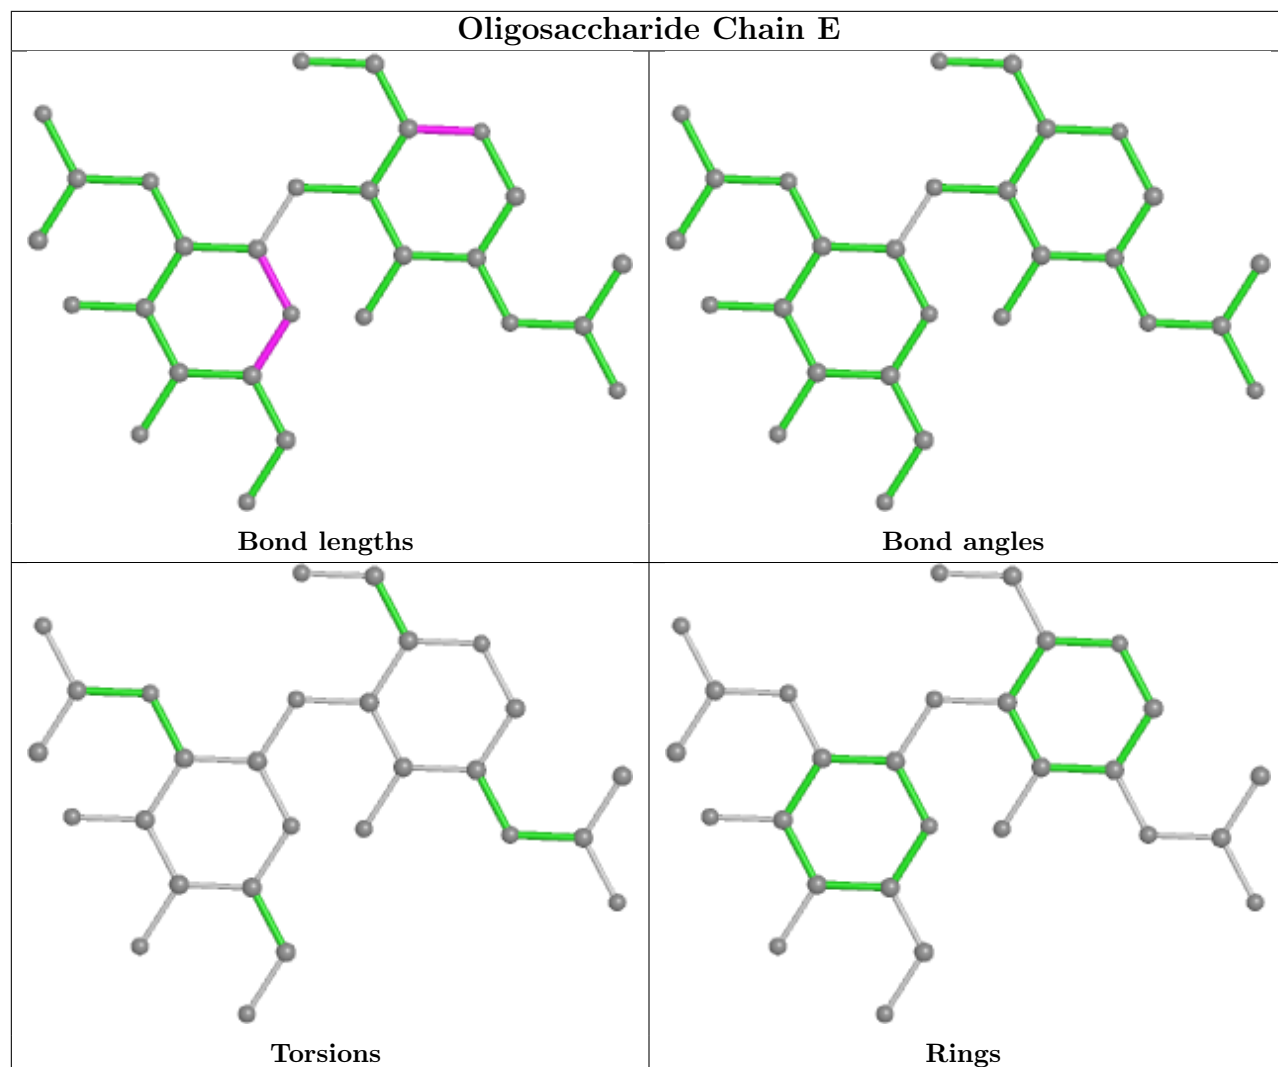 Oligosaccharide Chain E
Bond lengths
Bond angles
Torsions
Rings